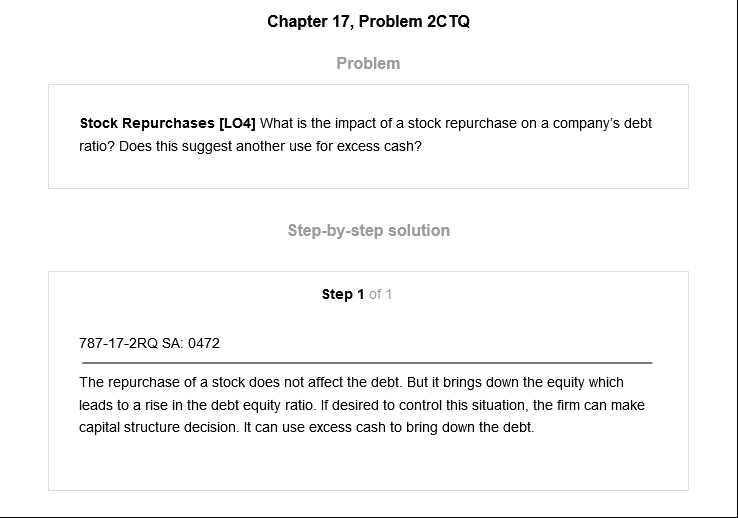 Chapter 17, Problem 2CTQ
Problem
Stock Repurchases [LO4] What is the impact of a stock repurchase on a company's debt
ratio? Does this suggest another use for excess cash?
Step-by-step solution
Step 1 of 1
787-17-2RQ SA: 0472
The repurchase of a stock does not affect the debt. But it brings down the equity which
leads to a rise in the debt equity ratio. If desired to control this situation, the firm can make
capital structure decision. It can use excess cash to bring down the debt.